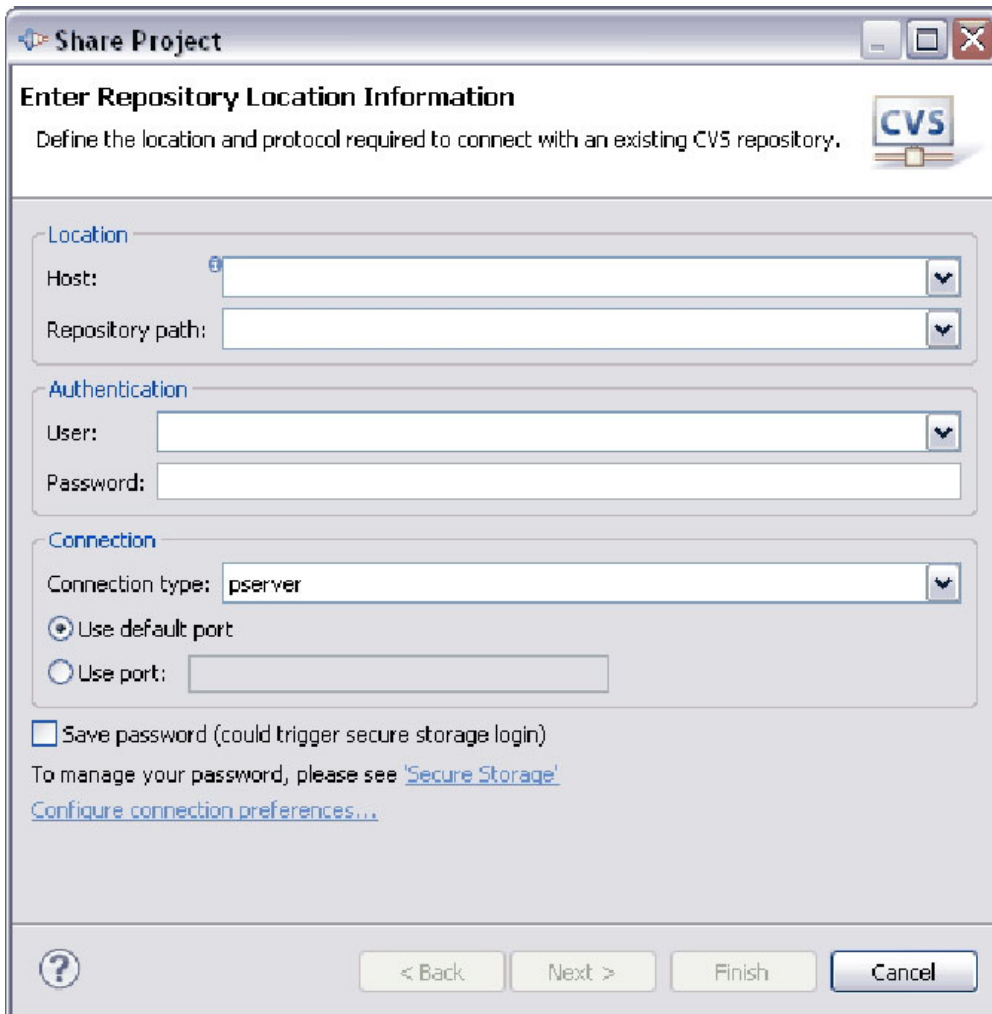 Share Project
Enter Repository Location Information
Define the location and protocol required to connect with an existing CVS repository.
CVS
Location
Host:
Repository path:
Authentication
User:
Password:
Connection
Connection type: pserver
Use default port
Use port:
Save password (could trigger secure storage login)
To manage your password, please see 'Secure Storage'
Configure connection preferences...
? < Back Next > Finish Cancel